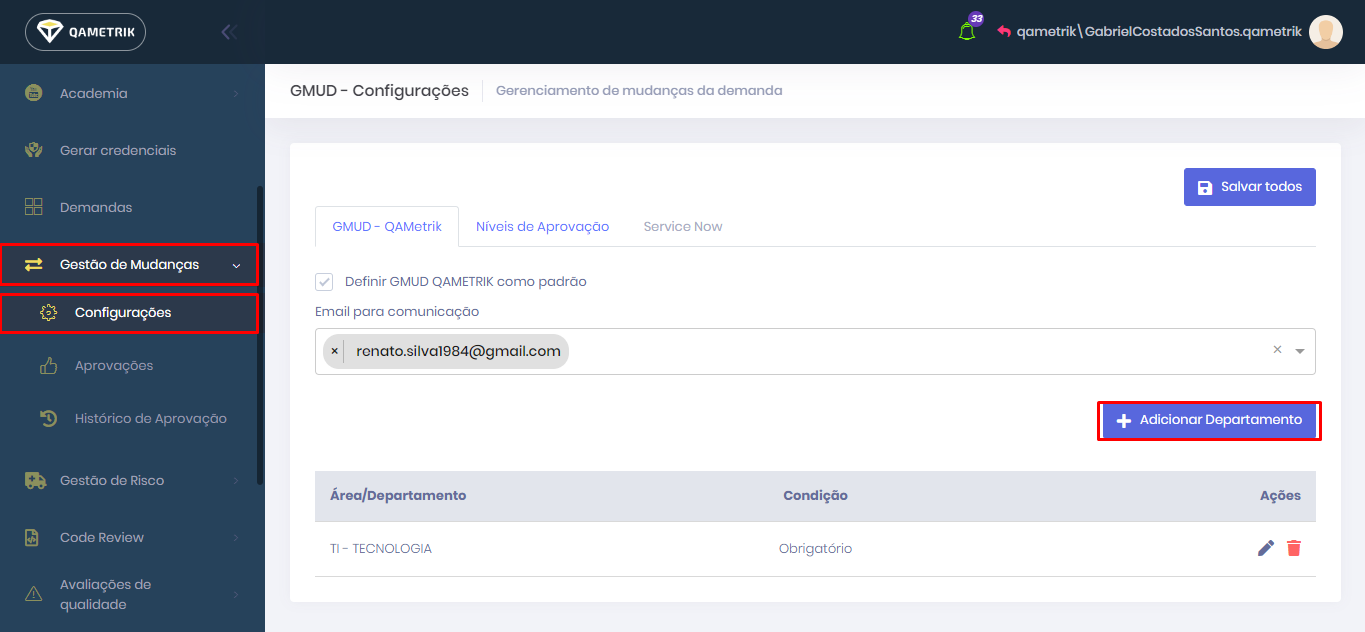 QAMETRIK
33
qametrik\GabrielCostadosSantos.qametrik
Academia
Gerar credenciais
Demandas
Gestão de Mudanças
Configurações
Aprovações
Histórico de Aprovação
Gestão de Risco
Code Review
Avaliações de
qualidade
GMUD - Configurações
Gerenciamento de mudanças da demanda
Salvar todos
GMUD - QAMetrik
Níveis de Aprovação
Service Now
Definir GMUD QAMETRIK como padrão
Email para comunicação
× renato.silva1984@gmail.com ×
Adicionar Departamento
Área/Departamento Condição Ações
TI - TECNOLOGIA Obrigatório